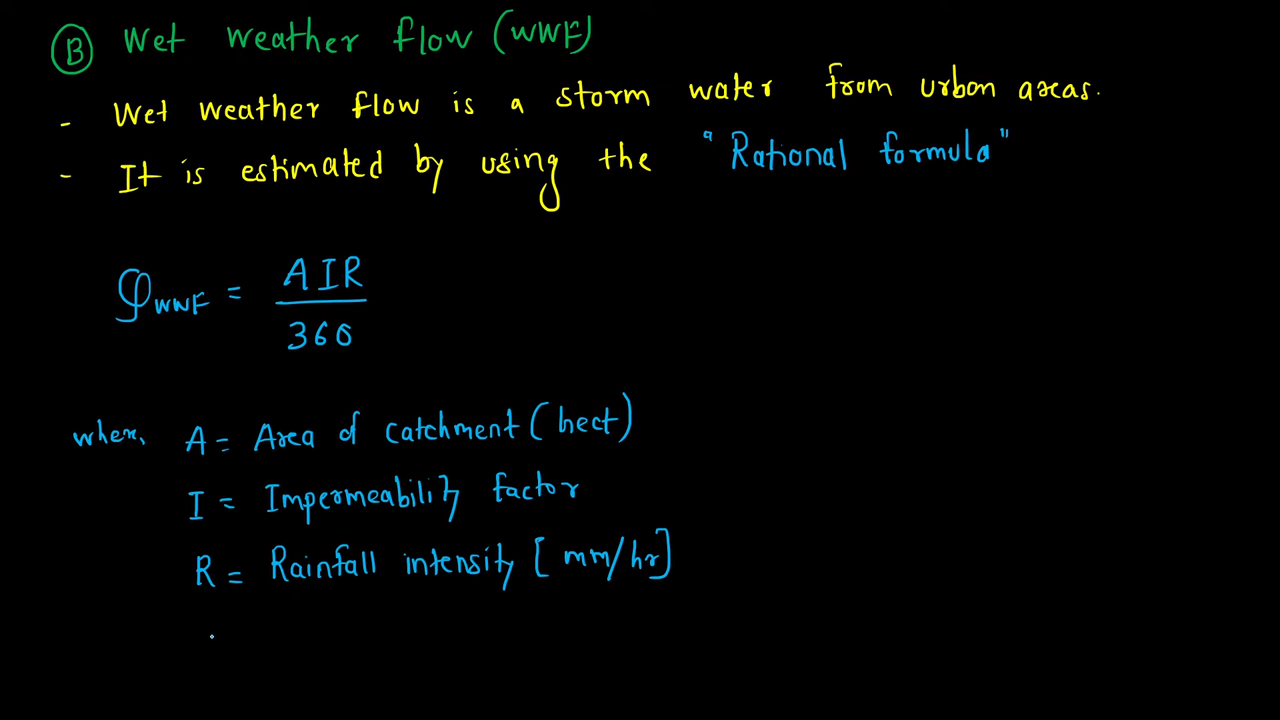 B Wet weather flow (WWF)
- Wet weather flow is a storm water from urban areas.
- It is estimated by using the "Rational formula"
Q WWF = AIR / 360
where, A = Area of catchment (hect)
I = Impermeability factor
R = Rainfall intensity [mm/hr]